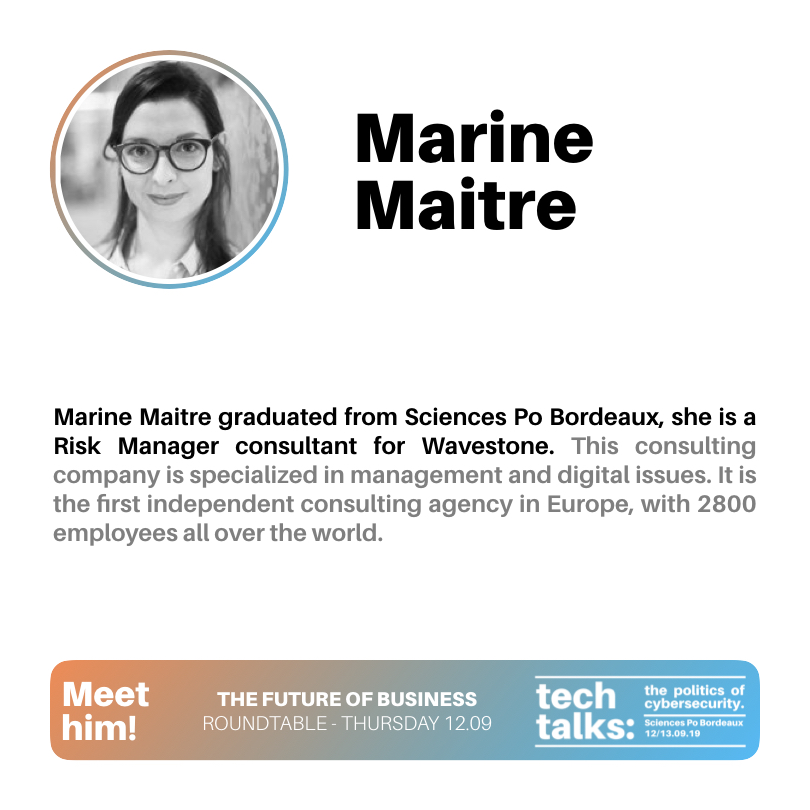 Marine
Maitre
Marine Maitre graduated from Sciences Po Bordeaux, she is a
Risk Manager consultant for Wavestone. This consulting
company is specialized in management and digital issues. It is
the first independent consulting agency in Europe, with 2800
employees all over the world.
Meet
him!
THE FUTURE OF BUSINESS
ROUNDTABLE - THURSDAY 12.09
tech
talks:
the politics of
cybersecurity.
Sciences Po Bordeaux
12/13.09.19